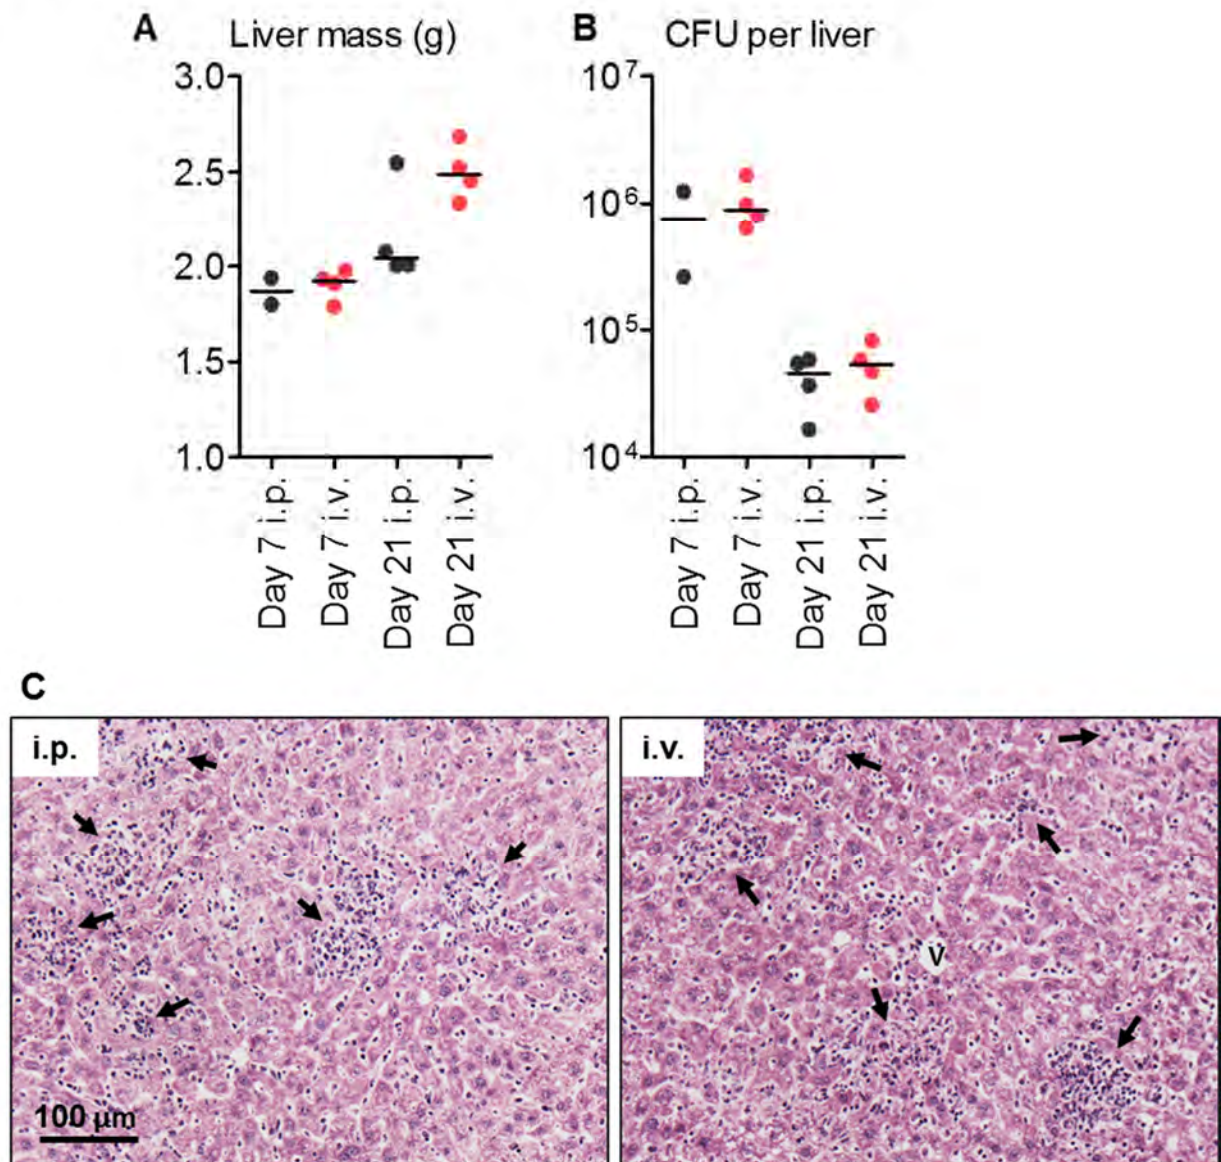 A Liver mass (g)
3.0
2.5
2.0
1.5
1.0
Day 7 i.p.
Day 7 i.v.
Day 21 i.p.
Day 21 i.v.
B CFU per liver
10⁷
10⁶
10⁵
10⁴
Day 7 i.p.
Day 7 i.v.
Day 21 i.p.
Day 21 i.v.
C
i.p.
100 µm
i.v.
V